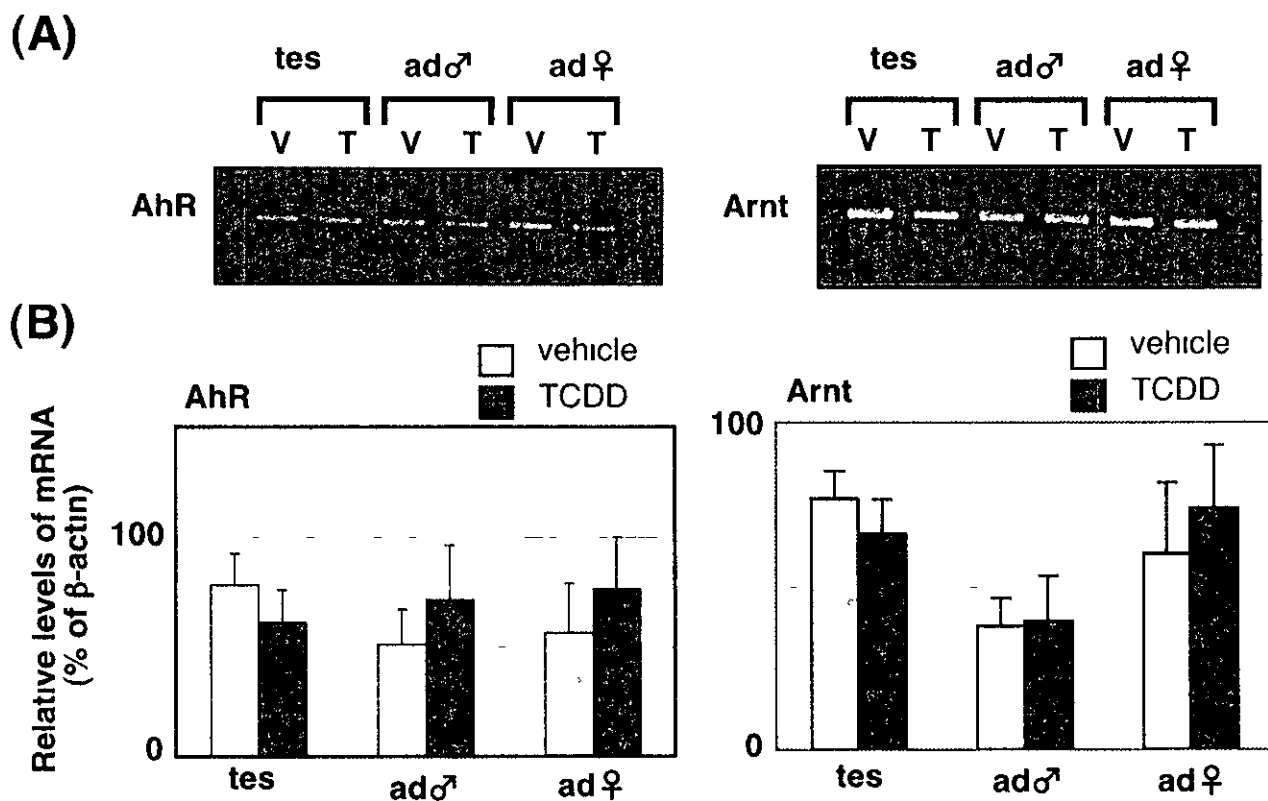 (A)
tes ad♂ ad♀ tes ad♂ ad♀
V T V T V T V T V T V T
AhR Arnt
(B)
vehicle vehicle
AhR TCDD Arnt TCDD
Relative levels of mRNA
(% of β-actin)
100 100
0 0
tes ad♂ ad♀ tes ad♂ ad♀